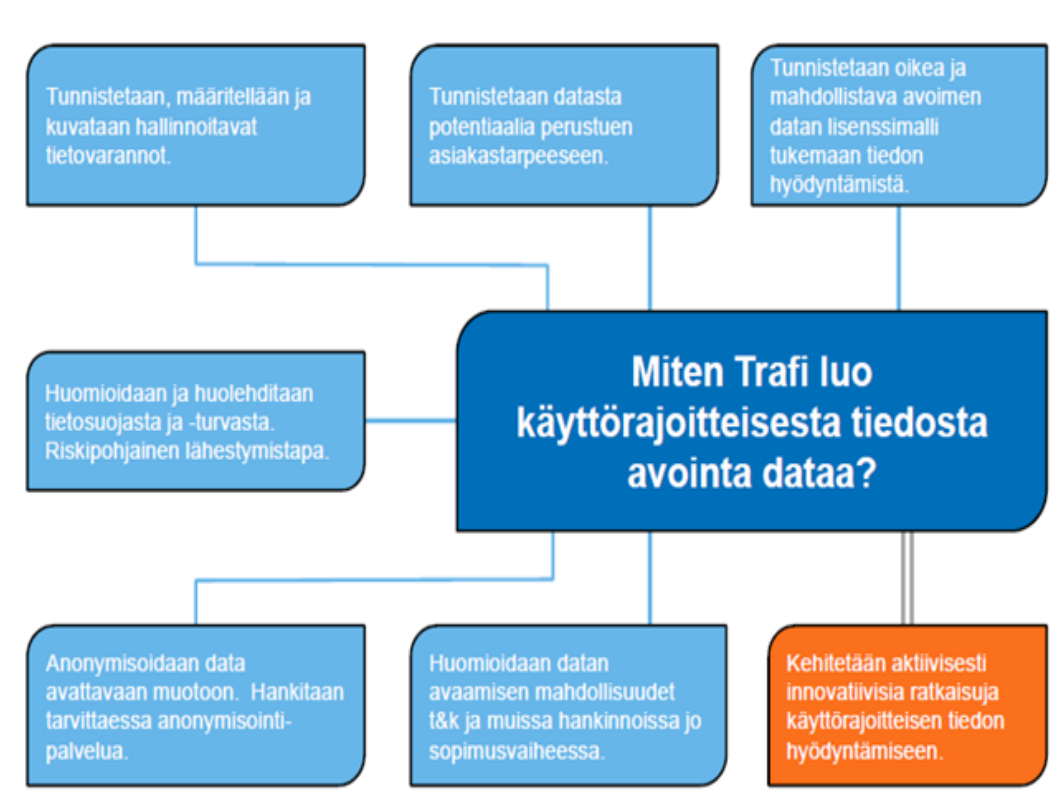 Tunnistetaan, määritellään ja
kuvataan hallinnoitavat
tietovarannot.
Tunnistetaan datasta
potentiaalia perustuen
asiakastarpeeseen.
Tunnistetaan oikea ja
mahdollistava avoimen
datan lisenssimalli
tukemaan tiedon
hyödyntämistä.
Huomioidaan ja huolehditaan
tietosuojasta ja -turvasta.
Riskipohjainen lähestymistapa.
Miten Trafi luo
käyttörajoitteisesta tiedosta
avointa dataa?
Anonymisoidaan data
avattavaan muotoon. Hankitaan
tarvittaessa anonymisointi-
palvelua.
Huomioidaan datan
avaamisen mahdollisuudet
t&k ja muissa hankinnoissa jo
sopimusvaiheessa.
Kehitetään aktiivisesti
innovatiivisia ratkaisuja
käyttörajoitteisen tiedon
hyödyntämiseen.